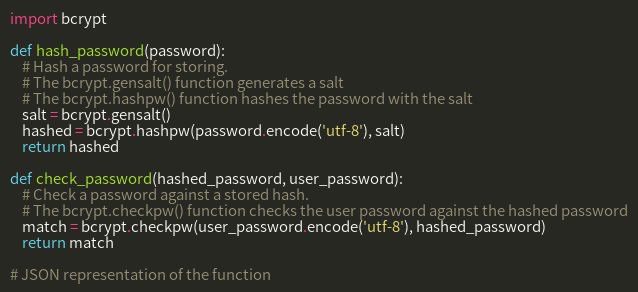 import bcrypt
def hash_password(password):
# Hash a password for storing.
# The bcrypt.gensalt() function generates a salt
# The bcrypt.hashpw() function hashes the password with the salt
salt = bcrypt.gensalt()
hashed = bcrypt.hashpw(password.encode('utf-8'), salt)
return hashed
def check_password(hashed_password, user_password):
# Check a password against a stored hash.
# The bcrypt.checkpw() function checks the user password against the hashed password
match = bcrypt.checkpw(user_password.encode('utf-8'), hashed_password)
return match
# JSON representation of the function